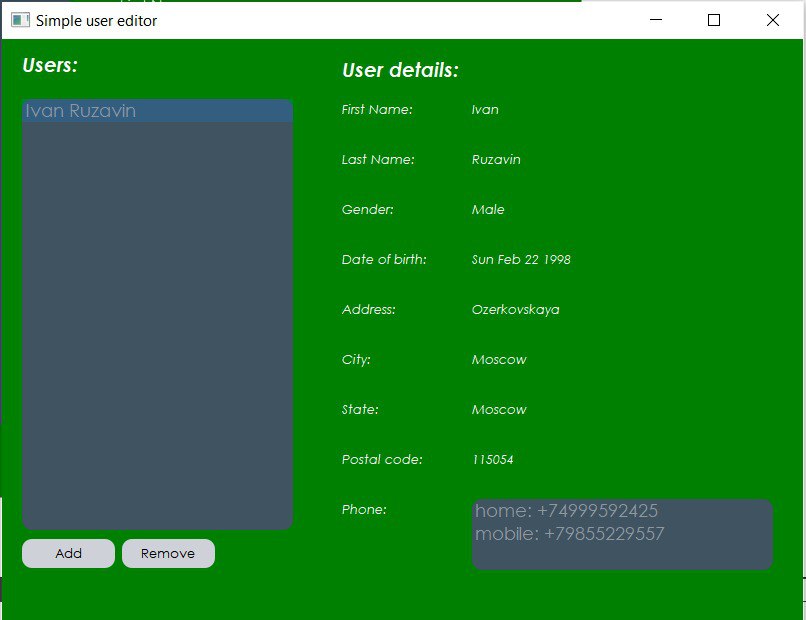 Simple user editor
Users:
Ivan Ruzavin
Add
Remove
User details:
First Name: Ivan
Last Name: Ruzavin
Gender: Male
Date of birth: Sun Feb 22 1998
Address: Ozerkovskaya
City: Moscow
State: Moscow
Postal code: 115054
Phone: home: +74999592425
mobile: +79855229557